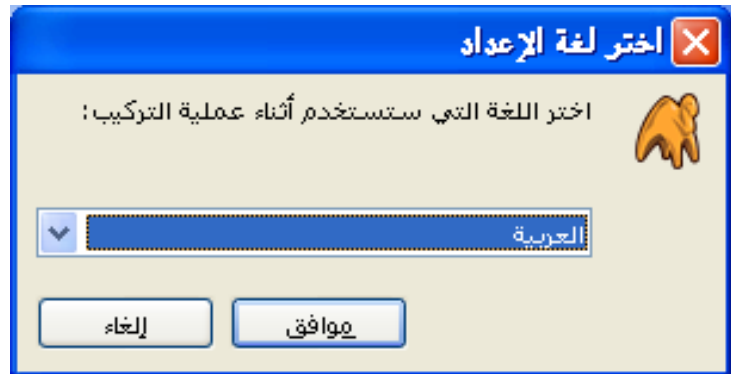 اختر لغة الإعداد
اختر اللغة التي ستستخدم أثناء عملية التركيب:
العربية
موافق
إلغاء